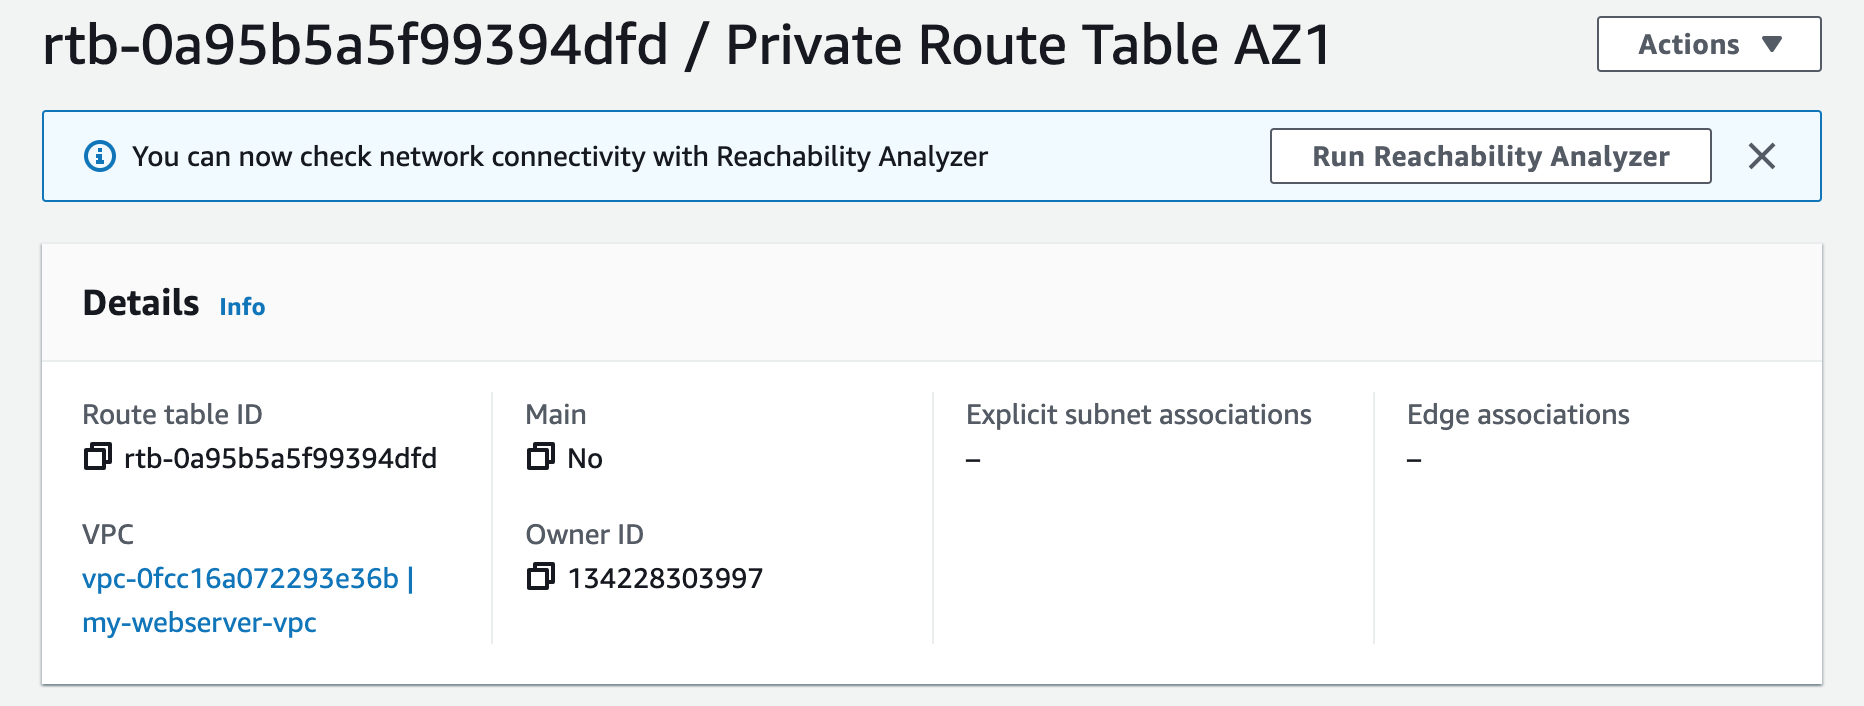 rtb-0a95b5a5f99394dfd / Private Route Table AZ1
Actions
You can now check network connectivity with Reachability Analyzer
Run Reachability Analyzer
Details Info
Route table ID
rtb-0a95b5a5f99394dfd
Main
No
Explicit subnet associations
–
Edge associations
–
VPC
vpc-0fcc16a072293e36b |
my-webserver-vpc
Owner ID
134228303997